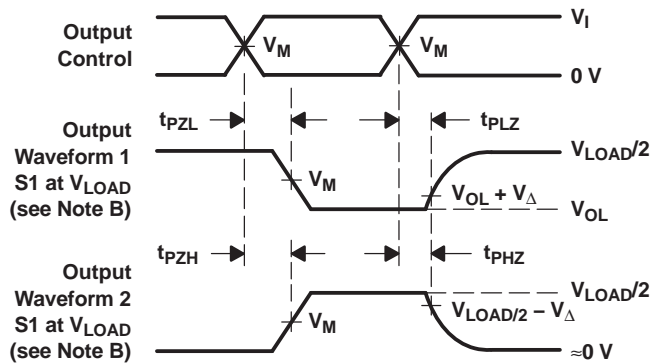 Output
Control
V_M
V_M
V_I
0 V
t_PZL
t_PLZ
Output
Waveform 1
S1 at V_LOAD
(see Note B)
V_M
V_LOAD/2
V_OL + V_Δ
V_OL
t_PZH
t_PHZ
Output
Waveform 2
S1 at V_LOAD
(see Note B)
V_M
V_LOAD/2
V_LOAD/2 − V_Δ
≈0 V